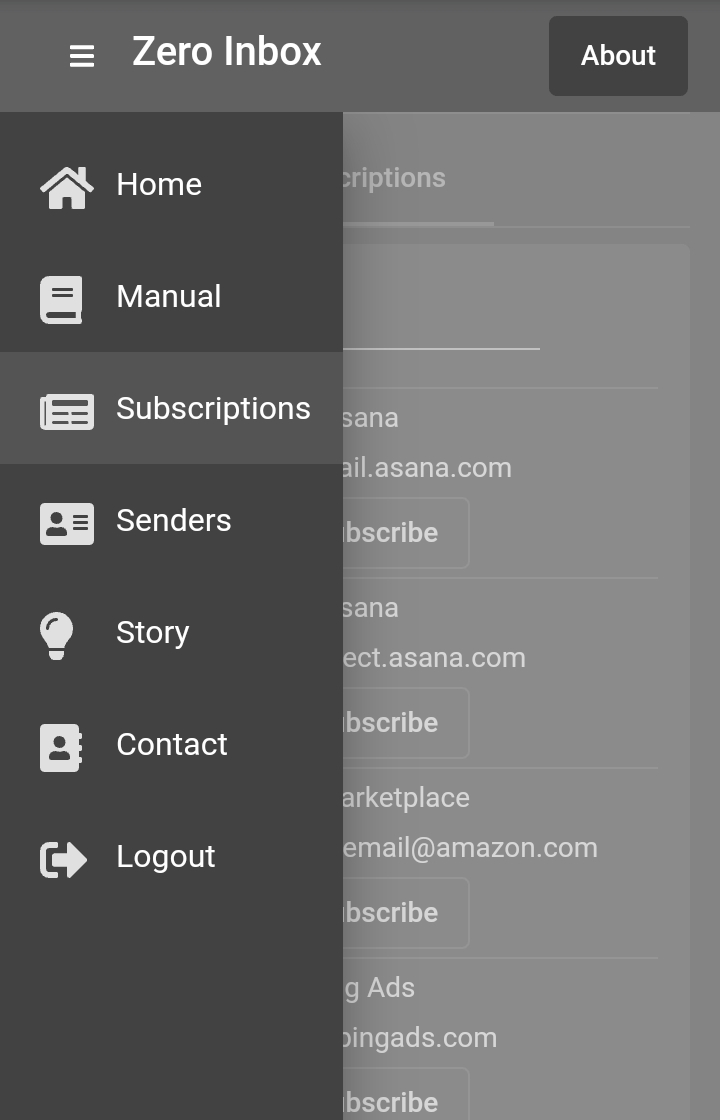 Zero Inbox
About
Home
Manual
Subscriptions
Senders
Story
Contact
Logout
criptions
sana
ail.asana.com
bscribe
sana
ect.asana.com
bscribe
arketplace
email@amazon.com
bscribe
g Ads
bingads.com
bscribe